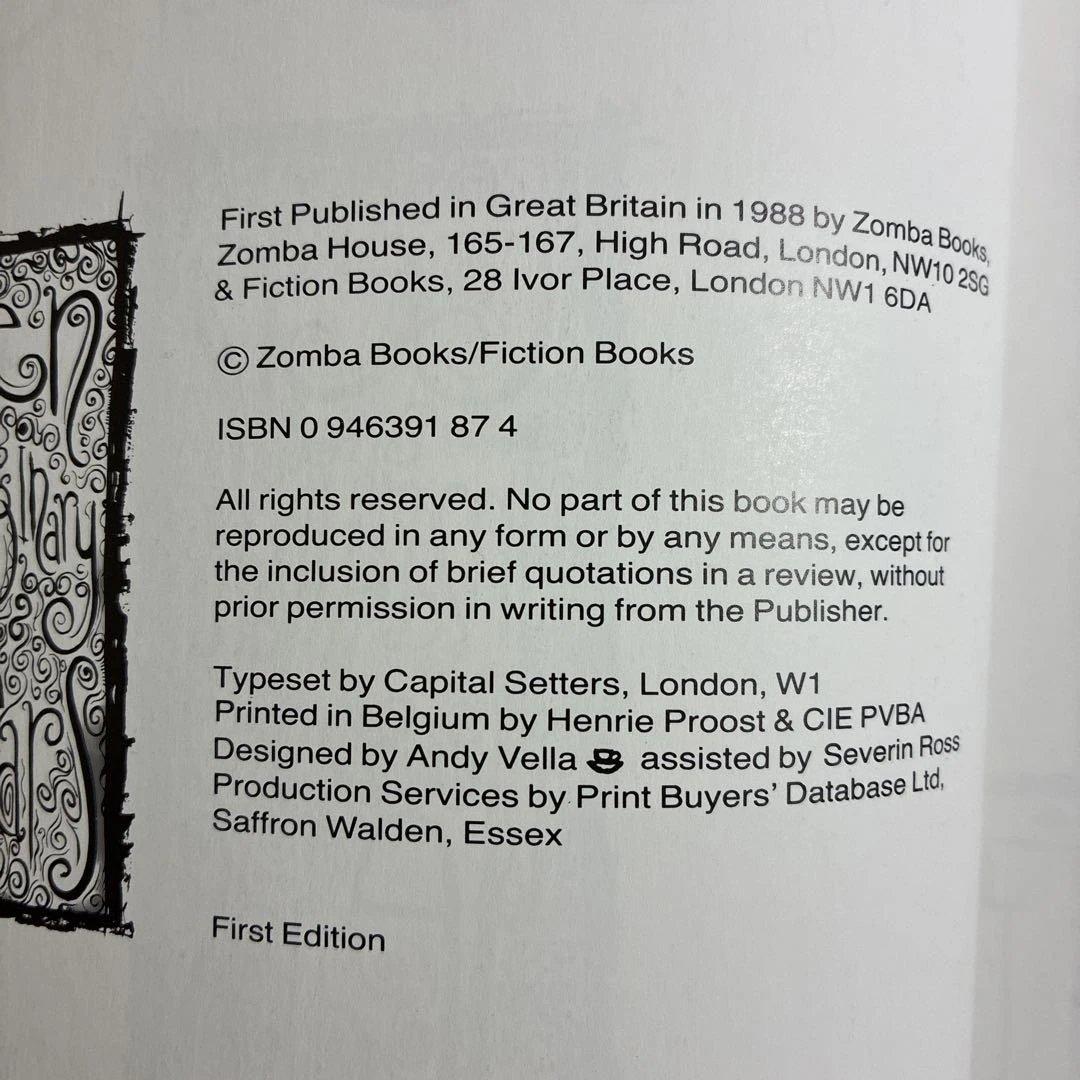 First Published in Great Britain in 1988 by Zomba Books,
Zomba House, 165-167, High Road, London, NW10 2SG
& Fiction Books, 28 Ivor Place, London NW1 6DA
© Zomba Books/Fiction Books
ISBN 0 946391 87 4
All rights reserved. No part of this book may be
reproduced in any form or by any means, except for
the inclusion of brief quotations in a review, without
prior permission in writing from the Publisher.
Typeset by Capital Setters, London, W1
Printed in Belgium by Henrie Proost & CIE PVBA
Designed by Andy Vella assisted by Severin Ross
Production Services by Print Buyers' Database Ltd,
Saffron Walden, Essex
First Edition